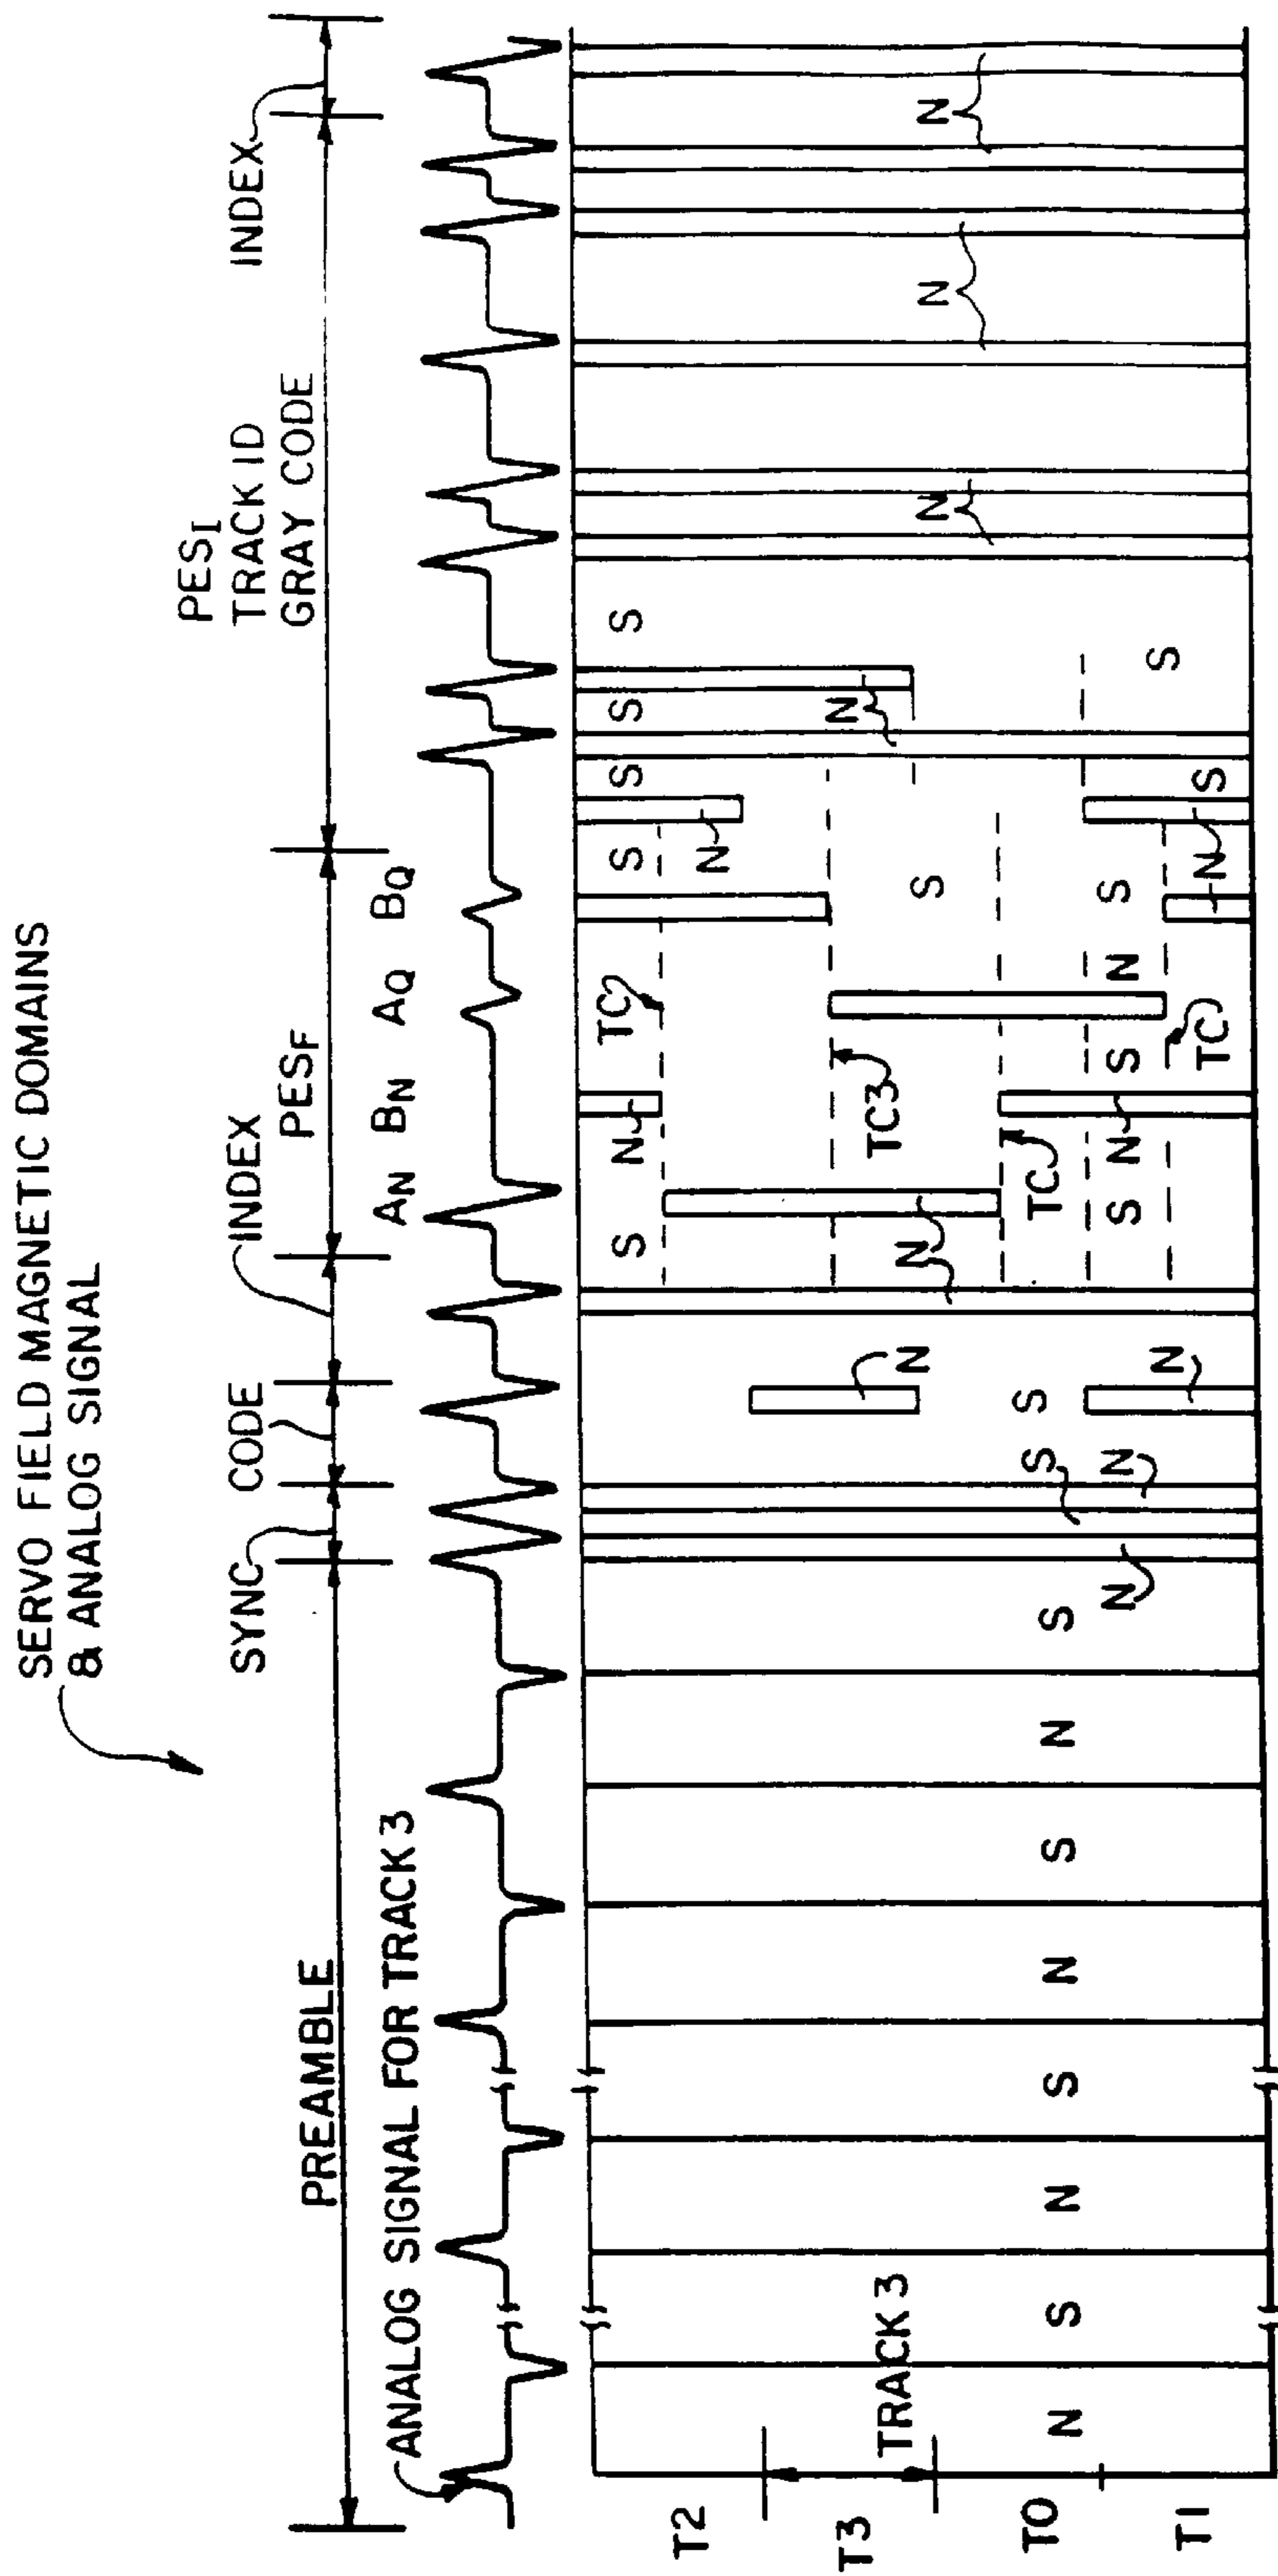 SERVO FIELD MAGNETIC DOMAINS
& ANALOG SIGNAL
PREAMBLE
SYNC
CODE
INDEX
PESF
PESI
TRACK ID
GRAY CODE
INDEX
AN BN AQ BQ
ANALOG SIGNAL FOR TRACK 3
S N TC S S S S
N N N N
N TC3 S
TRACK 3
N S N S N S N S S N S TC S N S S
N N S N TC N S
T2
T3
T0
T1